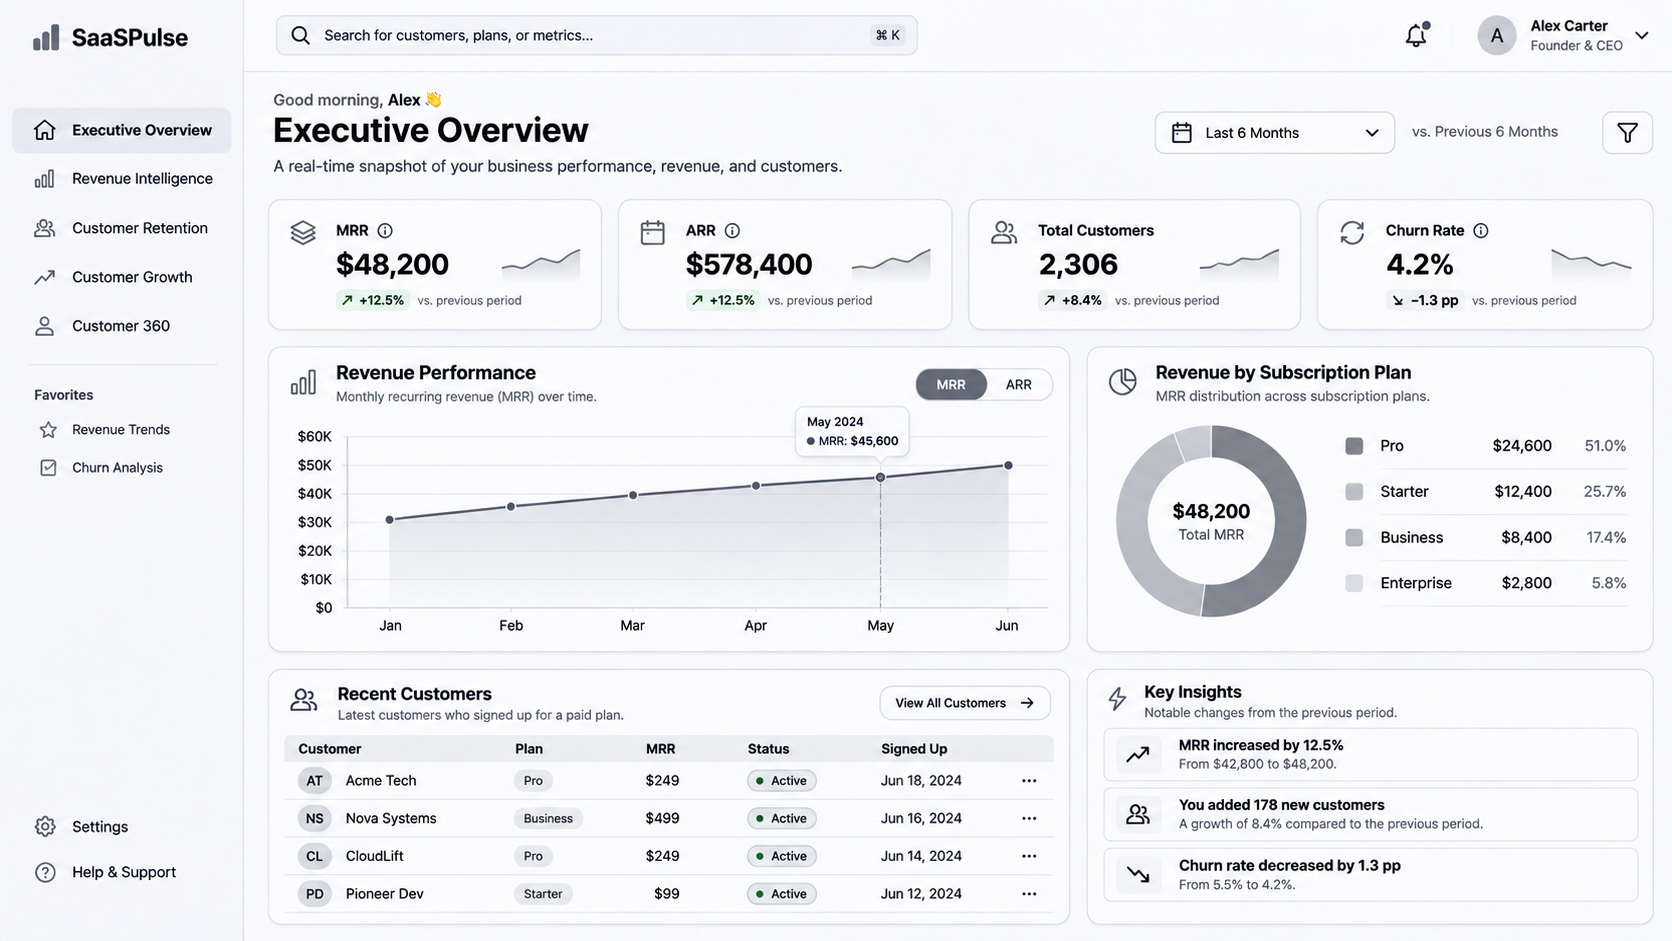 SaaSPulse
Search for customers, plans, or metrics...
⌘ K
A
Alex Carter
Founder & CEO
Executive Overview
Revenue Intelligence
Customer Retention
Customer Growth
Customer 360
Favorites
Revenue Trends
Churn Analysis
Settings
Help & Support
Good morning, Alex 👋
Executive Overview
A real-time snapshot of your business performance, revenue, and customers.
Last 6 Months
vs. Previous 6 Months
MRR
$48,200
+12.5% vs. previous period
ARR
$578,400
+12.5% vs. previous period
Total Customers
2,306
+8.4% vs. previous period
Churn Rate
4.2%
−1.3 pp vs. previous period
Revenue Performance
Monthly recurring revenue (MRR) over time.
MRR ARR
May 2024
MRR: $45,600
$60K
$50K
$40K
$30K
$20K
$10K
$0
Jan Feb Mar Apr May Jun
Revenue by Subscription Plan
MRR distribution across subscription plans.
$48,200
Total MRR
Pro $24,600 51.0%
Starter $12,400 25.7%
Business $8,400 17.4%
Enterprise $2,800 5.8%
Recent Customers
Latest customers who signed up for a paid plan.
View All Customers →
Customer Plan MRR Status Signed Up
AT Acme Tech Pro $249 Active Jun 18, 2024
NS Nova Systems Business $499 Active Jun 16, 2024
CL CloudLift Pro $249 Active Jun 14, 2024
PD Pioneer Dev Starter $99 Active Jun 12, 2024
Key Insights
Notable changes from the previous period.
MRR increased by 12.5%
From $42,800 to $48,200.
You added 178 new customers
A growth of 8.4% compared to the previous period.
Churn rate decreased by 1.3 pp
From 5.5% to 4.2%.